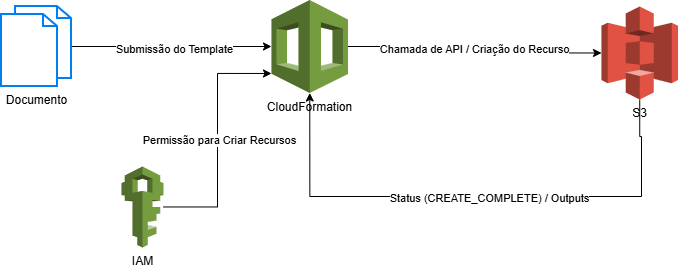 Submissão do Template
Chamada de API / Criação do Recurso
Documento
CloudFormation
S3
Permissão para Criar Recursos
Status (CREATE_COMPLETE) / Outputs
IAM